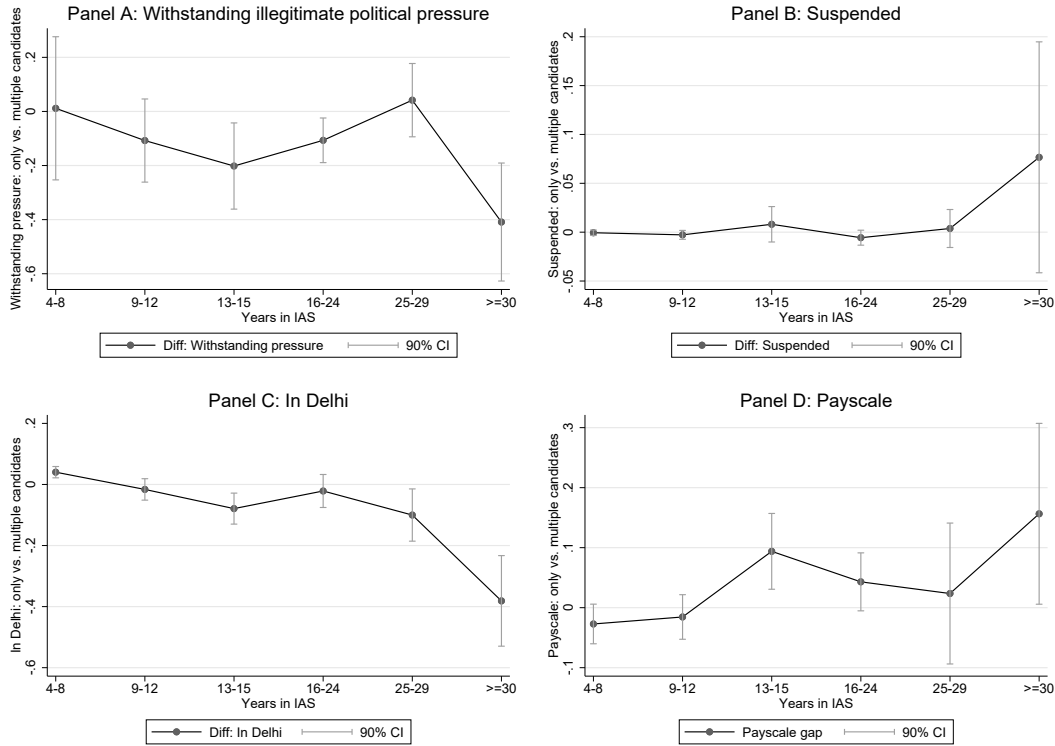 Panel A: Withstanding illegitimate political pressure
Withstanding pressure: only vs. multiple candidates
.2
0
-.2
-.4
-.6
4-8 9-12 13-15 16-24 25-29 >=30
Years in IAS
Diff: Withstanding pressure 90% CI
Panel B: Suspended
Suspended: only vs. multiple candidates
.2
.15
.1
.05
0
-.05
4-8 9-12 13-15 16-24 25-29 >=30
Years in IAS
Diff: Suspended 90% CI
Panel C: In Delhi
In Delhi: only vs. multiple candidates
.2
0
-.2
-.4
-.6
4-8 9-12 13-15 16-24 25-29 >=30
Years in IAS
Diff: In Delhi 90% CI
Panel D: Payscale
Payscale: only vs. multiple candidates
.3
.2
.1
0
-.1
4-8 9-12 13-15 16-24 25-29 >=30
Years in IAS
Payscale gap 90% CI